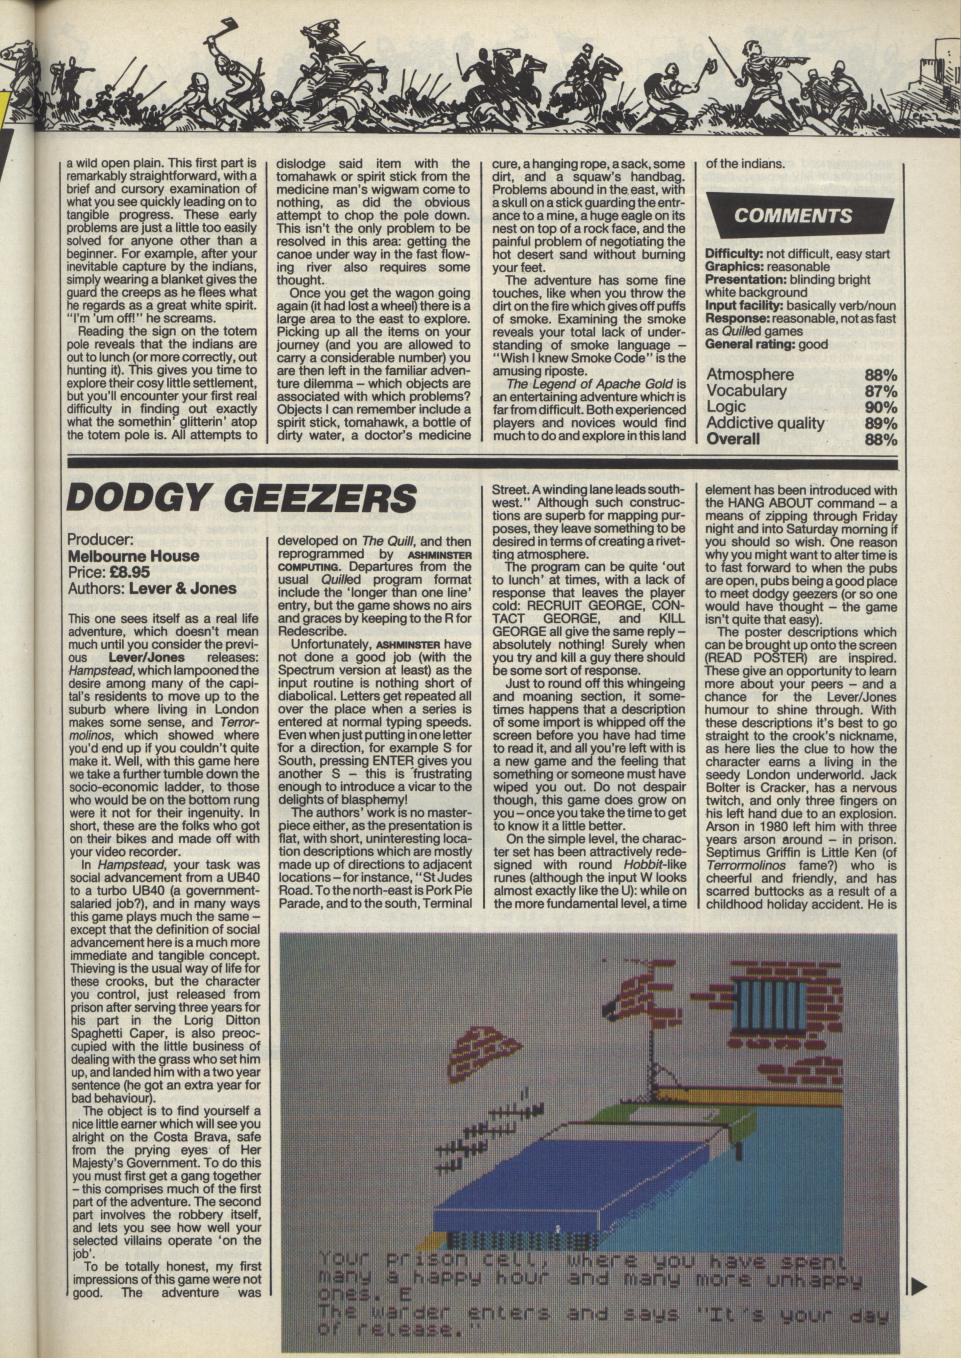 a wild open plain. This first part is
remarkably straightforward, with a
brief and cursory examination of
what you see quickly leading on to
tangible progress. These early
problems are just a little too easily
solved for anyone other than a
beginner. For example, after your
inevitable capture by the indians,
simply wearing a blanket gives the
guard the creeps as he flees what
he regards as a great white spirit.
"I'm 'um off!" he screams.
Reading the sign on the totem
pole reveals that the indians are
out to lunch (or more correctly, out
hunting it). This gives you time to
explore their cosy little settlement,
but you'll encounter your first real
difficulty in finding out exactly
what the somethin' glitterin' atop
the totem pole is. All attempts to
dislodge said item with the
tomahawk or spirit stick from the
medicine man's wigwam come to
nothing, as did the obvious
attempt to chop the pole down.
This isn't the only problem to be
resolved in this area: getting the
canoe under way in the fast flow-
ing river also requires some
thought.
Once you get the wagon going
again (it had lost a wheel) there is a
large area to the east to explore.
Picking up all the items on your
journey (and you are allowed to
carry a considerable number) you
are then left in the familiar adven-
ture dilemma – which objects are
associated with which problems?
Objects I can remember include a
spirit stick, tomahawk, a bottle of
dirty water, a doctor's medicine
cure, a hanging rope, a sack, some
dirt, and a squaw's handbag.
Problems abound in the east, with
a skull on a stick guarding the entr-
ance to a mine, a huge eagle on its
nest on top of a rock face, and the
painful problem of negotiating the
hot desert sand without burning
your feet.
The adventure has some fine
touches, like when you throw the
dirt on the fire which gives off puffs
of smoke. Examining the smoke
reveals your total lack of under-
standing of smoke language –
"Wish I knew Smoke Code" is the
amusing riposte.
The Legend of Apache Gold is
an entertaining adventure which is
far from difficult. Both experienced
players and novices would find
much to do and explore in this land
of the indians.
COMMENTS
Difficulty: not difficult, easy start
Graphics: reasonable
Presentation: blinding bright
white background
Input facility: basically verb/noun
Response: reasonable, not as fast
as Quilled games
General rating: good
Atmosphere 88%
Vocabulary 87%
Logic 90%
Addictive quality 89%
Overall 88%
DODGY GEEZERS
Producer:
Melbourne House
Price: £8.95
Authors: Lever & Jones
This one sees itself as a real life
adventure, which doesn't mean
much until you consider the previ-
ous Lever/Jones releases:
Hampstead, which lampooned the
desire among many of the capi-
tal's residents to move up to the
suburb where living in London
makes some sense, and Terror-
molinos, which showed where
you'd end up if you couldn't quite
make it. Well, with this game here
we take a further tumble down the
socio-economic ladder, to those
who would be on the bottom rung
were it not for their ingenuity. In
short, these are the folks who got
on their bikes and made off with
your video recorder.
In Hampstead, your task was
social advancement from a UB40
to a turbo UB40 (a government-
salaried job?), and in many ways
this game plays much the same –
except that the definition of social
advancement here is a much more
immediate and tangible concept.
Thieving is the usual way of life for
these crooks, but the character
you control, just released from
prison after serving three years for
his part in the Long Ditton
Spaghetti Caper, is also preoc-
cupied with the little business of
dealing with the grass who set him
up, and landed him with a two year
sentence (he got an extra year for
bad behaviour).
The object is to find yourself a
nice little earner which will see you
alright on the Costa Brava, safe
from the prying eyes of Her
Majesty's Government. To do this
you must first get a gang together
– this comprises much of the first
part of the adventure. The second
part involves the robbery itself,
and lets you see how well your
selected villains operate 'on the
job'.
To be totally honest, my first
impressions of this game were not
good. The adventure was
developed on The Quill, and then
reprogrammed by ASHMINSTER
COMPUTING. Departures from the
usual Quilled program format
include the 'longer than one line'
entry, but the game shows no airs
and graces by keeping to the R for
Redescribe.
Unfortunately, ASHMINSTER have
not done a good job (with the
Spectrum version at least) as the
input routine is nothing short of
diabolical. Letters get repeated all
over the place when a series is
entered at normal typing speeds.
Even when just putting in one letter
for a direction, for example S for
South, pressing ENTER gives you
another S – this is frustrating
enough to introduce a vicar to the
delights of blasphemy!
The authors' work is no master-
piece either, as the presentation is
flat, with short, uninteresting loca-
tion descriptions which are mostly
made up of directions to adjacent
locations – for instance, "St Judes
Road. To the north-east is Pork Pie
Parade, and to the south, Terminal
Street. A winding lane leads south-
west." Although such construc-
tions are superb for mapping pur-
poses, they leave something to be
desired in terms of creating a rivet-
ting atmosphere.
The program can be quite 'out
to lunch' at times, with a lack of
response that leaves the player
cold: RECRUIT GEORGE, CON-
TACT GEORGE, and KILL
GEORGE all give the same reply –
absolutely nothing! Surely when
you try and kill a guy there should
be some sort of response.
Just to round off this whingeing
and moaning section, it some-
times happens that a description
of some import is whipped off the
screen before you have had time
to read it, and all you're left with is
a new game and the feeling that
something or someone must have
wiped you out. Do not despair
though, this game does grow on
you – once you take the time to get
to know it a little better.
On the simple level, the charac-
ter set has been attractively rede-
signed with round Hobbit-like
runes (although the input W looks
almost exactly like the U): while on
the more fundamental level, a time
element has been introduced with
the HANG ABOUT command – a
means of zipping through Friday
night and into Saturday morning if
you should so wish. One reason
why you might want to alter time is
to fast forward to when the pubs
are open, pubs being a good place
to meet dodgy geezers (or so one
would have thought – the game
isn't quite that easy).
The poster descriptions which
can be brought up onto the screen
(READ POSTER) are inspired.
These give an opportunity to learn
more about your peers – and a
chance for the Lever/Jones
humour to shine through. With
these descriptions it's best to go
straight to the crook's nickname,
as here lies the clue to how the
character earns a living in the
seedy London underworld. Jack
Bolter is Cracker, has a nervous
twitch, and only three fingers on
his left hand due to an explosion.
Arson in 1980 left him with three
years arson around – in prison.
Septimus Griffin is Little Ken (of
Terrormolinos fame?) who is
cheerful and friendly, and has
scarred buttocks as a result of a
childhood holiday accident. He is
Your prison cell, where you have spent
many a happy hour and many more unhappy
ones. E
The warder enters and says "It's your day
of release."